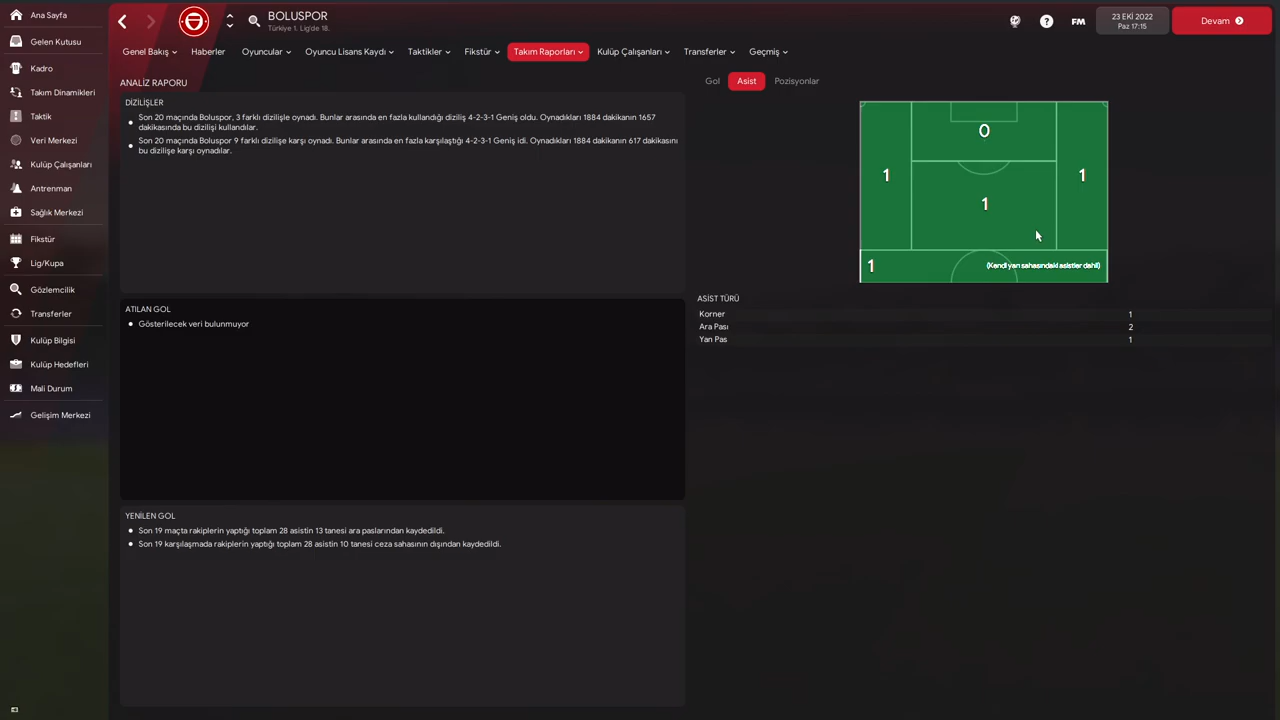 Ana Sayfa
Gelen Kutusu
Kadro
Takım Dinamikleri
Taktik
Veri Merkezi
Kulüp Çalışanları
Antrenman
Sağlık Merkezi
Fikstür
Lig/Kupa
Gözlemcilik
Transferler
Kulüp Bilgisi
Kulüp Hedefleri
Mali Durum
Gelişim Merkezi
BOLUSPOR
Türkiye 1. Lig'de 18.
FM
23 EKİ 2022
Paz 17:15
Devam
Genel Bakış Haberler Oyuncular Oyuncu Lisans Kaydı Taktikler Fikstür Takım Raporları Kulüp Çalışanları Transferler Geçmiş
ANALİZ RAPORU
DİZİLİŞLER
Son 20 maçında Boluspor, 3 farklı dizilişle oynadı. Bunlar arasında en fazla kullandığı diziliş 4-2-3-1 Geniş oldu. Oynadıkları 1884 dakikanın 1657
dakikasında bu dizilişi kullandılar.
Son 20 maçında Boluspor 9 farklı dizilişe karşı oynadı. Bunlar arasında en fazla karşılaştığı 4-2-3-1 Geniş idi. Oynadıkları 1884 dakikanın 617 dakikasını
bu dizilişe karşı oynadılar.
ATILAN GOL
Gösterilecek veri bulunmuyor
YENİLEN GOL
Son 19 maçta rakiplerin yaptığı toplam 28 asistin 13 tanesi ara paslarından kaydedildi.
Son 19 karşılaşmada rakiplerin yaptığı toplam 28 asistin 10 tanesi ceza sahasının dışından kaydedildi.
Gol Asist Pozisyonlar
0
1 1
1
1 (Kendi yarı sahasındaki asistler dahil)
ASİST TÜRÜ
Korner 1
Ara Pası 2
Yan Pas 1